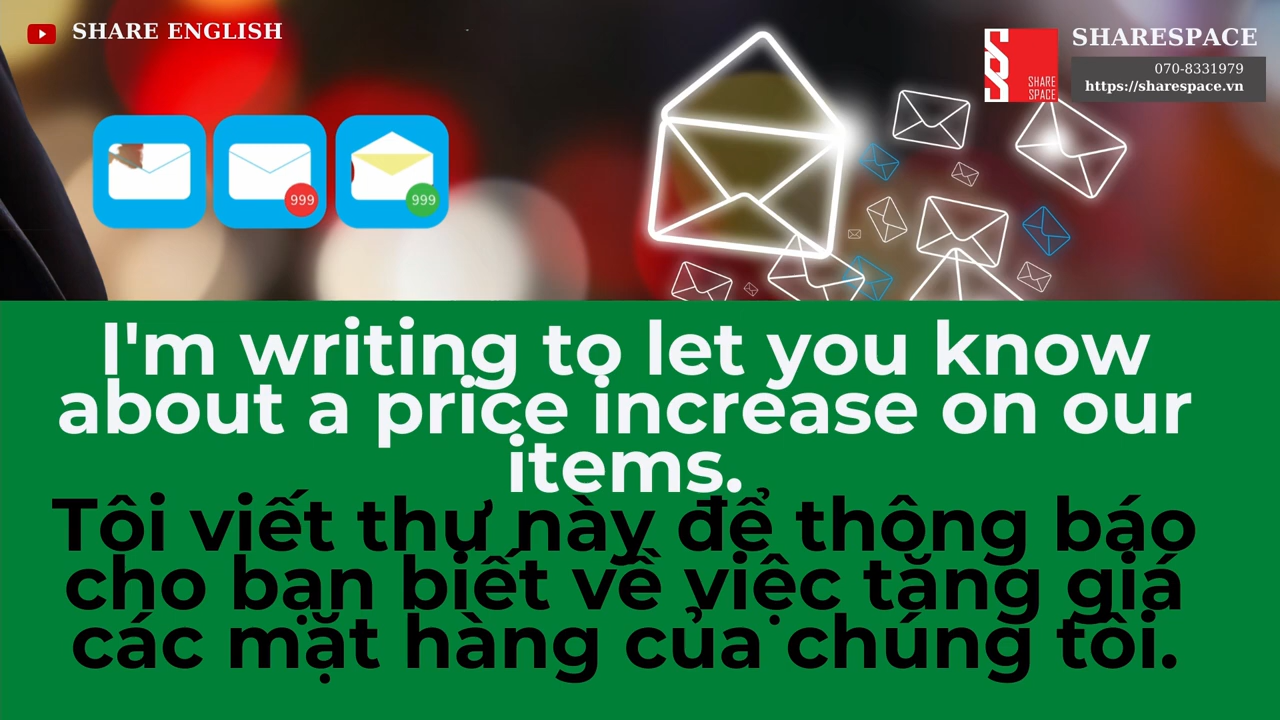 SHARE ENGLISH
SHARESPACE
SHARE
SPACE
070-8331979
https://sharespace.vn
999
999
I'm writing to let you know
about a price increase on our
items.
Tôi viết thư này để thông báo
cho bạn biết về việc tăng giá
các mặt hàng của chúng tôi.